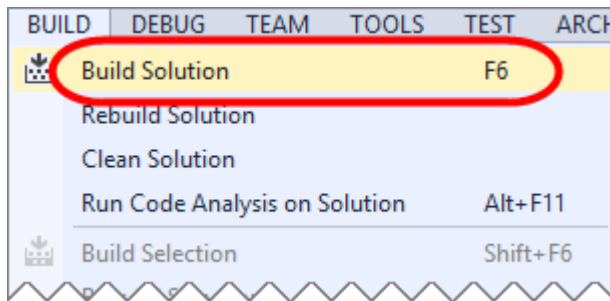 BUILD DEBUG TEAM TOOLS TEST ARCH
Build Solution F6
Rebuild Solution
Clean Solution
Run Code Analysis on Solution Alt+F11
Build Selection Shift+F6